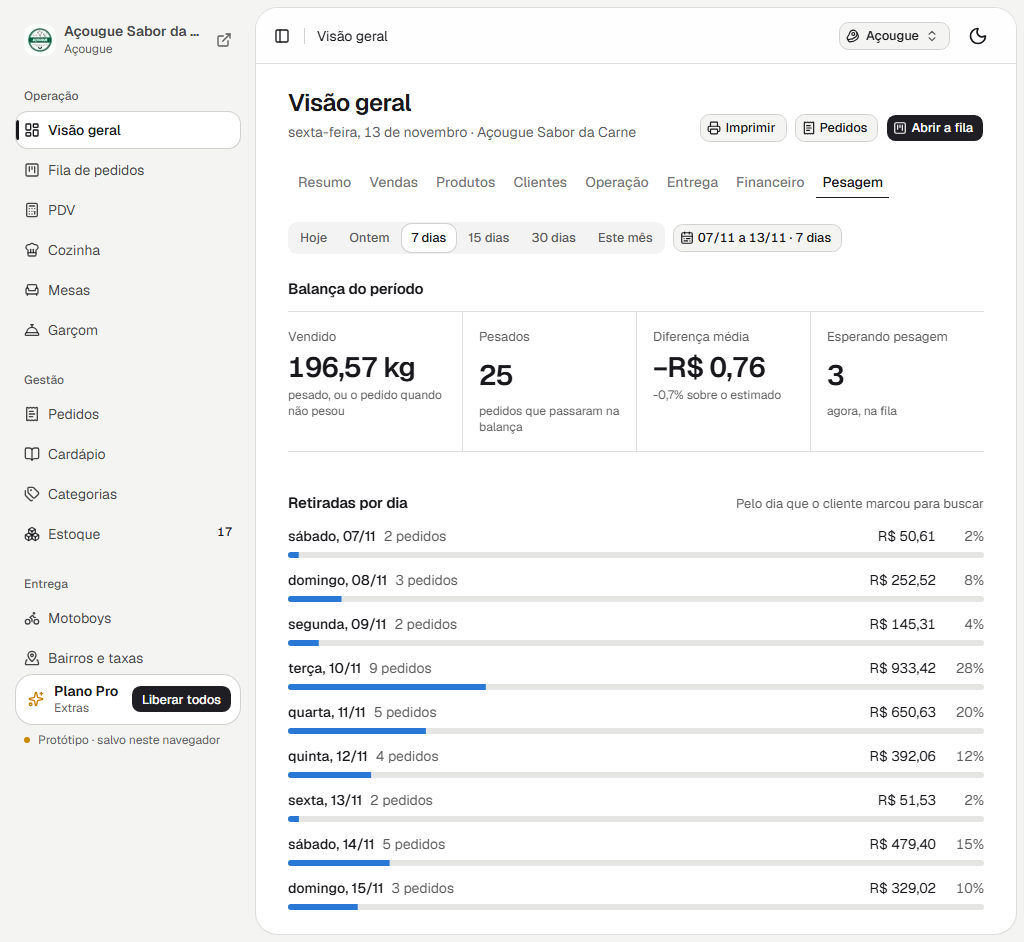 Açougue Sabor da ...
Açougue
Operação
Visão geral
Fila de pedidos
PDV
Cozinha
Mesas
Garçom
Gestão
Pedidos
Cardápio
Categorias
Estoque 17
Entrega
Motoboys
Bairros e taxas
Plano Pro
Extras
Liberar todos
Protótipo · salvo neste navegador
Visão geral
Açougue
Visão geral
sexta-feira, 13 de novembro · Açougue Sabor da Carne
Imprimir Pedidos Abrir a fila
Resumo Vendas Produtos Clientes Operação Entrega Financeiro Pesagem
Hoje Ontem 7 dias 15 dias 30 dias Este mês 07/11 a 13/11 · 7 dias
Balança do período
Vendido
196,57 kg
pesado, ou o pedido quando
não pesou
Pesados
25
pedidos que passaram na
balança
Diferença média
−R$ 0,76
-0,7% sobre o estimado
Esperando pesagem
3
agora, na fila
Retiradas por dia Pelo dia que o cliente marcou para buscar
sábado, 07/11 2 pedidos R$ 50,61 2%
domingo, 08/11 3 pedidos R$ 252,52 8%
segunda, 09/11 2 pedidos R$ 145,31 4%
terça, 10/11 9 pedidos R$ 933,42 28%
quarta, 11/11 5 pedidos R$ 650,63 20%
quinta, 12/11 4 pedidos R$ 392,06 12%
sexta, 13/11 2 pedidos R$ 51,53 2%
sábado, 14/11 5 pedidos R$ 479,40 15%
domingo, 15/11 3 pedidos R$ 329,02 10%